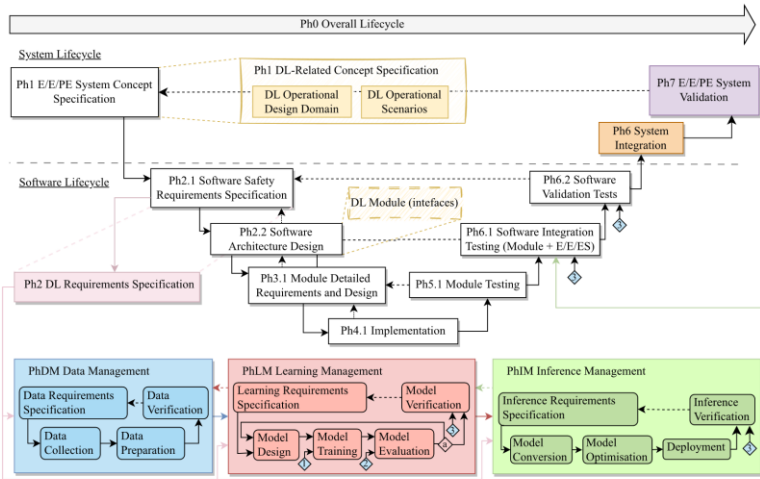 Ph0 Overall Lifecycle
System Lifecycle
Ph1 E/E/PE System Concept
Specification
Ph1 DL-Related Concept Specification
DL Operational
Design Domain
DL Operational
Scenarios
Ph7 E/E/PE System
Validation
Ph6 System
Integration
Software Lifecycle
Ph2.1 Software Safety
Requirements Specification
Ph6.2 Software
Validation Tests
DL Module (intefaces)
3
Ph2.2 Software
Architecture Design
Ph6.1 Software Integration
Testing (Module + E/E/ES)
3
Ph2 DL Requirements Specification
Ph3.1 Module Detailed
Requirements and Design
Ph5.1 Module Testing
Ph4.1 Implementation
PhDM Data Management
Data Requirements
Specification
Data
Verification
Data
Collection
Data
Preparation
PhLM Learning Management
Learning Requirements
Specification
Model
Verification
3
Model
Design
Model
Training
Model
Evaluation
a
1
2
PhIM Inference Management
Inference Requirements
Specification
Inference
Verification
Model
Conversion
Model
Optimisation
Deployment
3